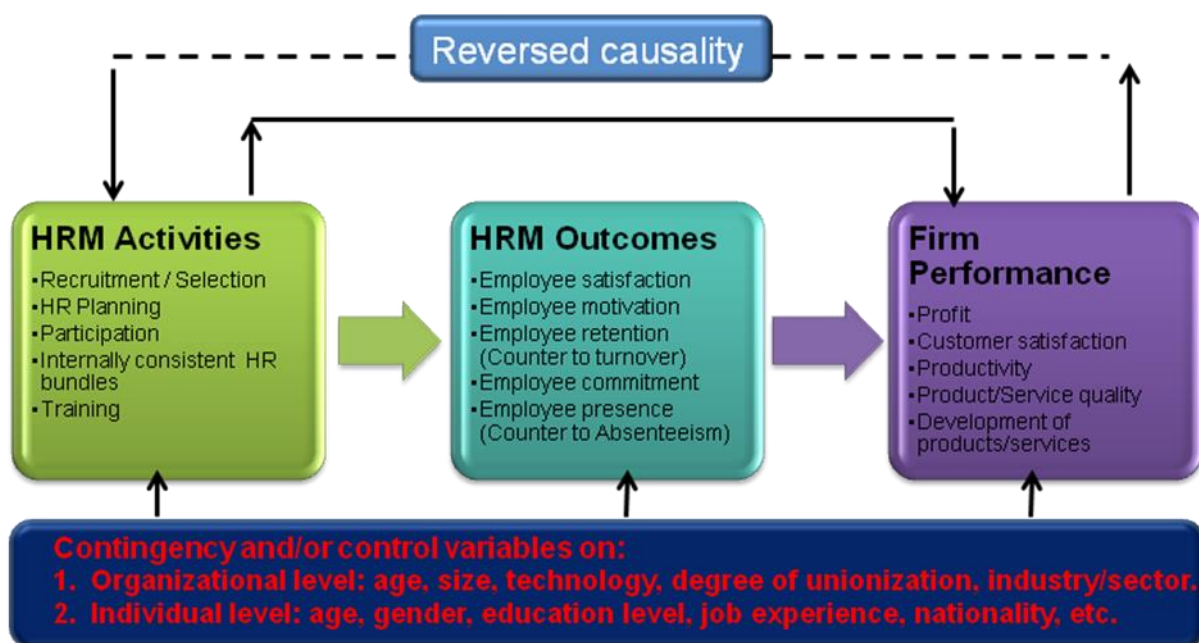 Reversed causality
HRM Activities
▪Recruitment / Selection
▪HR Planning
▪Participation
▪Internally consistent HR
bundles
▪Training
HRM Outcomes
▪Employee satisfaction
▪Employee motivation
▪Employee retention
(Counter to turnover)
▪Employee commitment
▪Employee presence
(Counter to Absenteeism)
Firm
Performance
▪Profit
▪Customer satisfaction
▪Productivity
▪Product/Service quality
▪Development of
products/services
Contingency and/or control variables on:
1. Organizational level: age, size, technology, degree of unionization, industry/sector.
2. Individual level: age, gender, education level, job experience, nationality, etc.